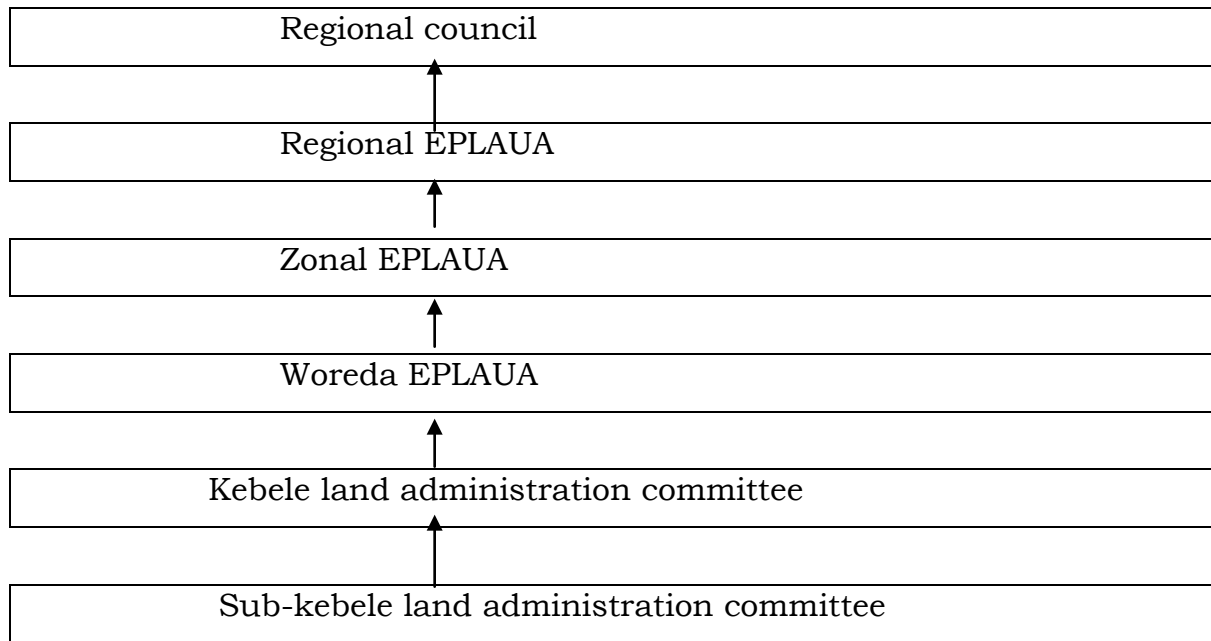 Regional council
Regional EPLAUA
Zonal EPLAUA
Woreda EPLAUA
Kebele land administration committee
Sub-kebele land administration committee